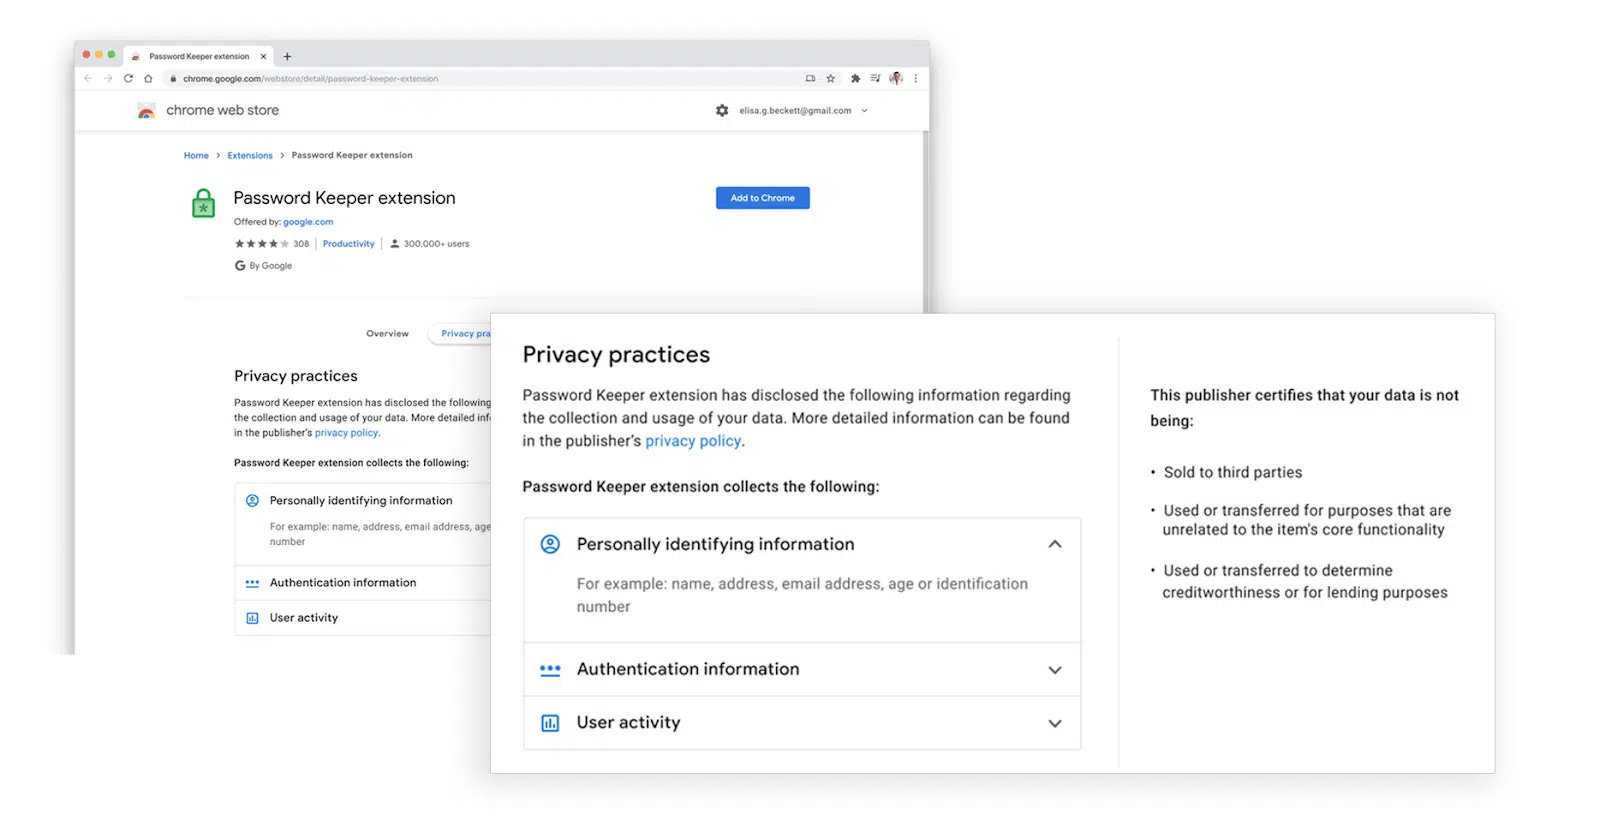 Password Keeper extension
chrome.google.com/webstore/detail/password-keeper-extension
chrome web store
elisa.g.beckett@gmail.com
Home > Extensions > Password Keeper extension
Password Keeper extension
Add to Chrome
Offered by: google.com
308 | Productivity | 300,000+ users
G By Google
Overview
Privacy pra
Privacy practices
Password Keeper extension has disclosed the following
the collection and usage of your data. More detailed inf
in the publisher's privacy policy.
Password Keeper extension collects the following:
Personally identifying information
For example: name, address, email address, age
number
Authentication information
User activity
Privacy practices
Password Keeper extension has disclosed the following information regarding
the collection and usage of your data. More detailed information can be found
in the publisher's privacy policy.
Password Keeper extension collects the following:
Personally identifying information
For example: name, address, email address, age or identification
number
Authentication information
User activity
This publisher certifies that your data is not
being:
• Sold to third parties
• Used or transferred for purposes that are
unrelated to the item's core functionality
• Used or transferred to determine
creditworthiness or for lending purposes